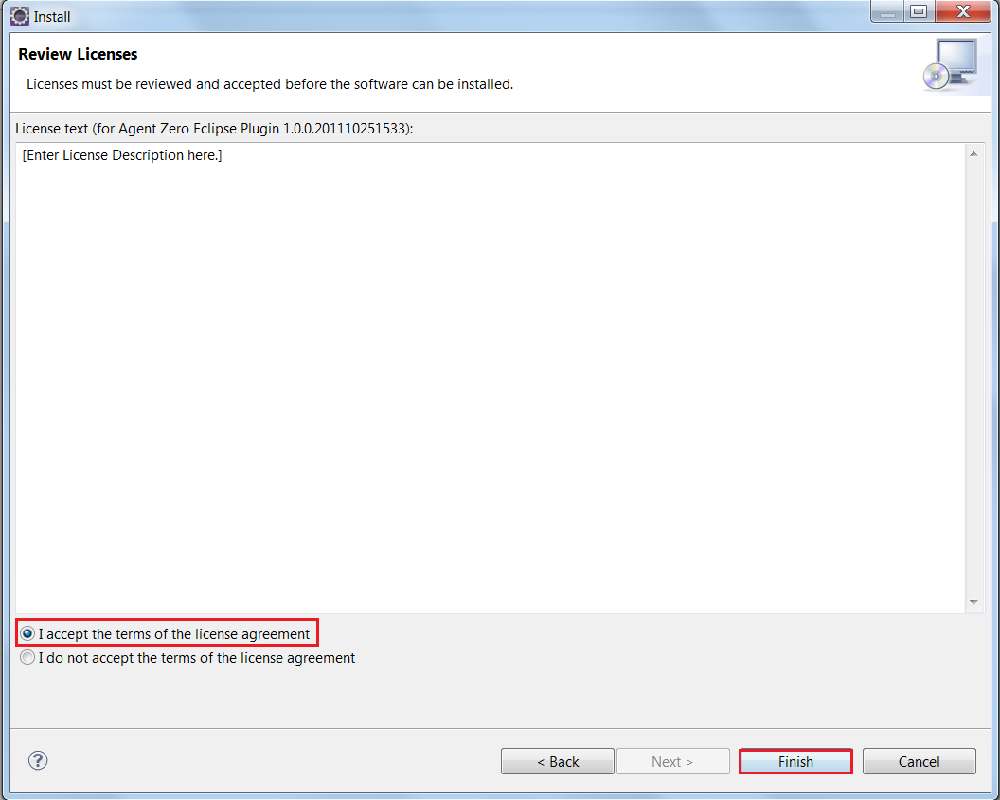 Install
Review Licenses
Licenses must be reviewed and accepted before the software can be installed.
License text (for Agent Zero Eclipse Plugin 1.0.0.201110251533):
[Enter License Description here.]
I accept the terms of the license agreement
I do not accept the terms of the license agreement
?
< Back
Next >
Finish
Cancel